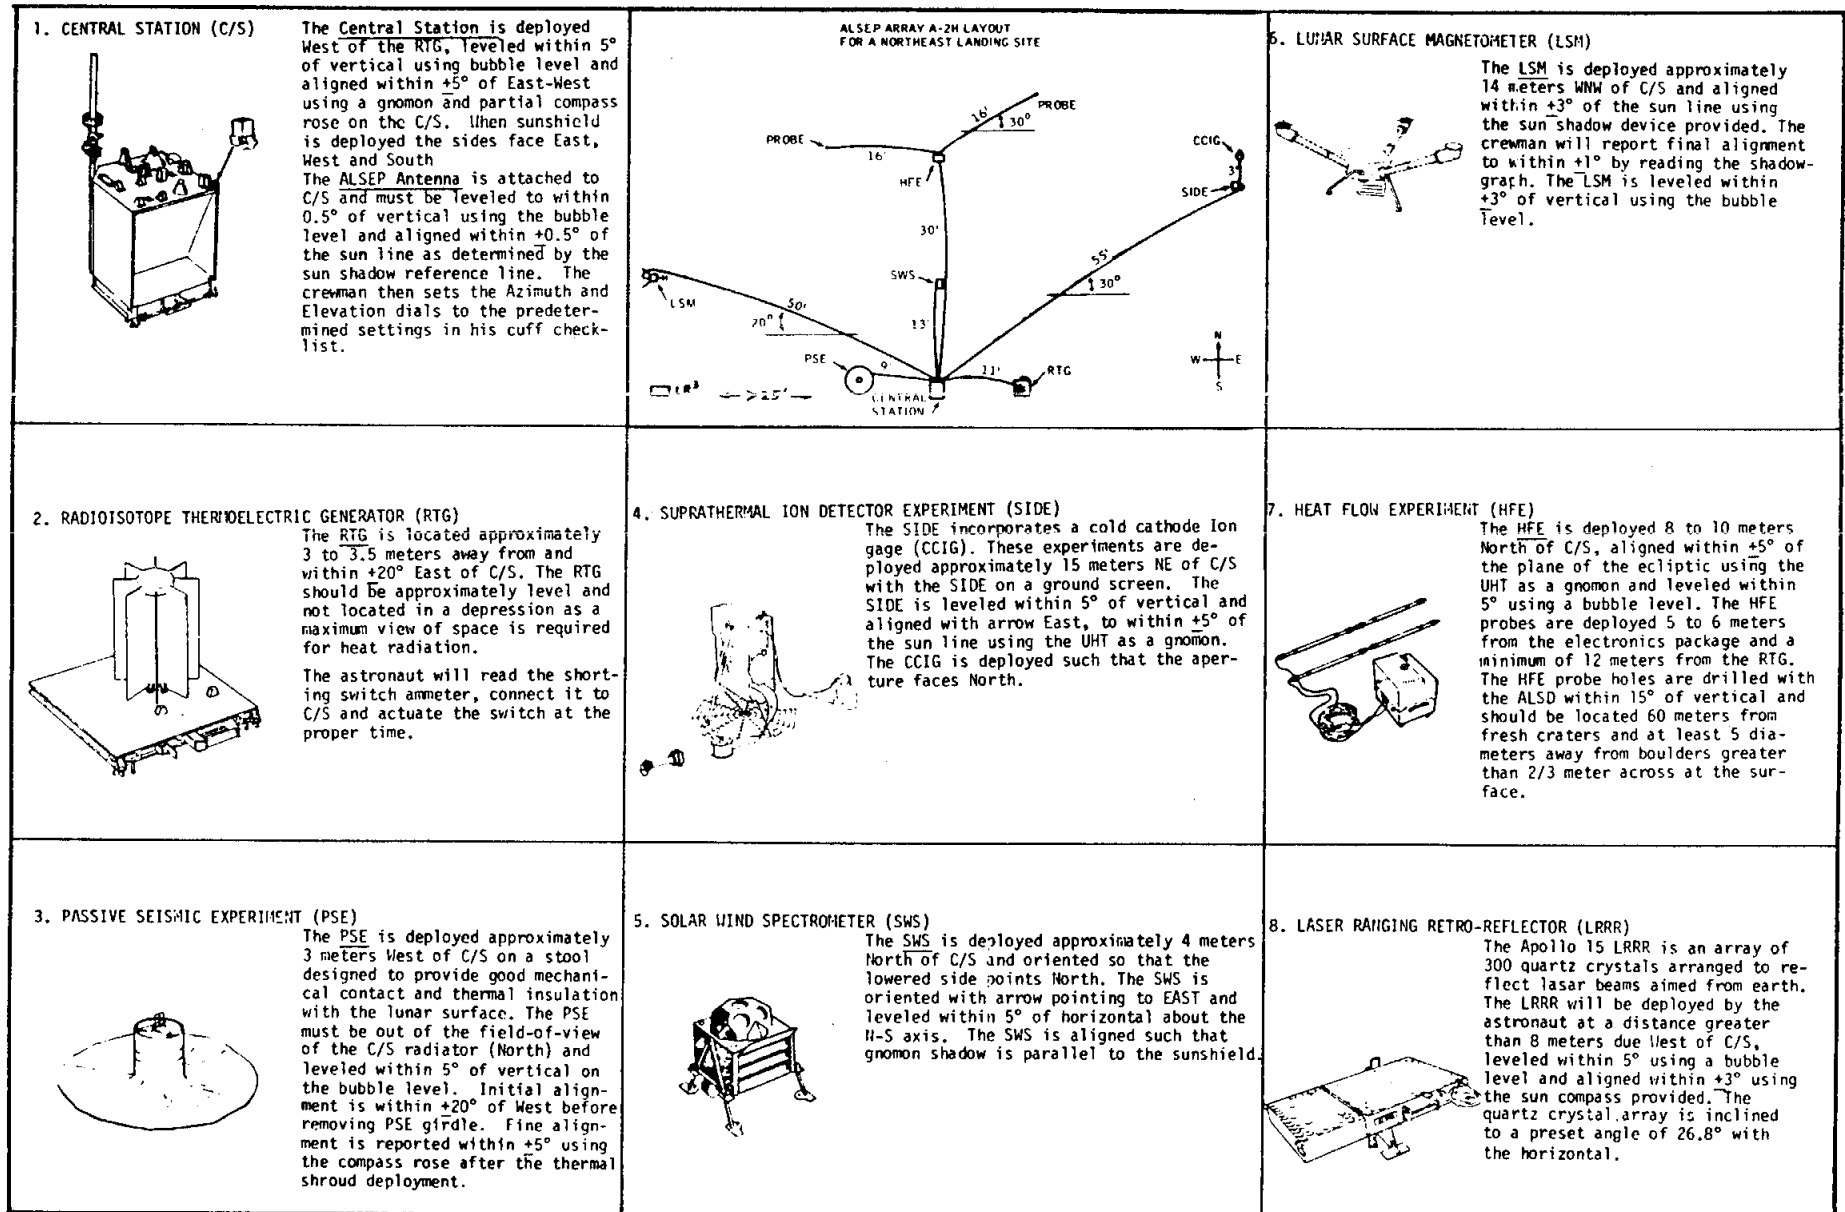 1. CENTRAL STATION (C/S)
The Central Station is deployed
West of the RTG, leveled within 5°
of vertical using bubble level and
aligned within +5° of East-West
using a gnomon and partial compass
rose on the C/S. When sunshield
is deployed the sides face East,
West and South
The ALSEP Antenna is attached to
C/S and must be leveled to within
0.5° of vertical using the bubble
level and aligned within +0.5° of
the sun line as determined by the
sun shadow reference line. The
crewman then sets the Azimuth and
Elevation dials to the predeter-
mined settings in his cuff check-
list.
ALSEP ARRAY A-2H LAYOUT
FOR A NORTHEAST LANDING SITE
PROBE
16'
30°
PROBE
16'
HFE
CCIG
3'
SIDE
30'
55'
30°
SWS
13'
LSM
50'
20°
PSE
9'
11'
RTG
N
W E
S
LR³
>25'
CENTRAL
STATION
6. LUNAR SURFACE MAGNETOMETER (LSM)
The LSM is deployed approximately
14 meters WNW of C/S and aligned
within +3° of the sun line using
the sun shadow device provided. The
crewman will report final alignment
to within +1° by reading the shadow-
graph. The LSM is leveled within
+3° of vertical using the bubble
level.
2. RADIOISOTOPE THERMOELECTRIC GENERATOR (RTG)
The RTG is located approximately
3 to 3.5 meters away from and
within +20° East of C/S. The RTG
should be approximately level and
not located in a depression as a
maximum view of space is required
for heat radiation.
The astronaut will read the short-
ing switch ammeter, connect it to
C/S and actuate the switch at the
proper time.
4. SUPRATHERMAL ION DETECTOR EXPERIMENT (SIDE)
The SIDE incorporates a cold cathode Ion
gage (CCIG). These experiments are de-
ployed approximately 15 meters NE of C/S
with the SIDE on a ground screen. The
SIDE is leveled within 5° of vertical and
aligned with arrow East, to within +5° of
the sun line using the UHT as a gnomon.
The CCIG is deployed such that the aper-
ture faces North.
7. HEAT FLOW EXPERIMENT (HFE)
The HFE is deployed 8 to 10 meters
North of C/S, aligned within +5° of
the plane of the ecliptic using the
UHT as a gnomon and leveled within
5° using a bubble level. The HFE
probes are deployed 5 to 6 meters
from the electronics package and a
minimum of 12 meters from the RTG.
The HFE probe holes are drilled with
the ALSD within 15° of vertical and
should be located 60 meters from
fresh craters and at least 5 dia-
meters away from boulders greater
than 2/3 meter across at the sur-
face.
3. PASSIVE SEISMIC EXPERIMENT (PSE)
The PSE is deployed approximately
3 meters West of C/S on a stool
designed to provide good mechani-
cal contact and thermal insulation
with the lunar surface. The PSE
must be out of the field-of-view
of the C/S radiator (North) and
leveled within 5° of vertical on
the bubble level. Initial align-
ment is within +20° of West before
removing PSE girdle. Fine align-
ment is reported within +5° using
the compass rose after the thermal
shroud deployment.
5. SOLAR WIND SPECTROMETER (SWS)
The SWS is deployed approximately 4 meters
North of C/S and oriented so that the
lowered side points North. The SWS is
oriented with arrow pointing to EAST and
leveled within 5° of horizontal about the
N-S axis. The SWS is aligned such that
gnomon shadow is parallel to the sunshield.
8. LASER RANGING RETRO-REFLECTOR (LRRR)
The Apollo 15 LRRR is an array of
300 quartz crystals arranged to re-
flect lasar beams aimed from earth.
The LRRR will be deployed by the
astronaut at a distance greater
than 8 meters due West of C/S,
leveled within 5° using a bubble
level and aligned within +3° using
the sun compass provided. The
quartz crystal array is inclined
to a preset angle of 26.8° with
the horizontal.